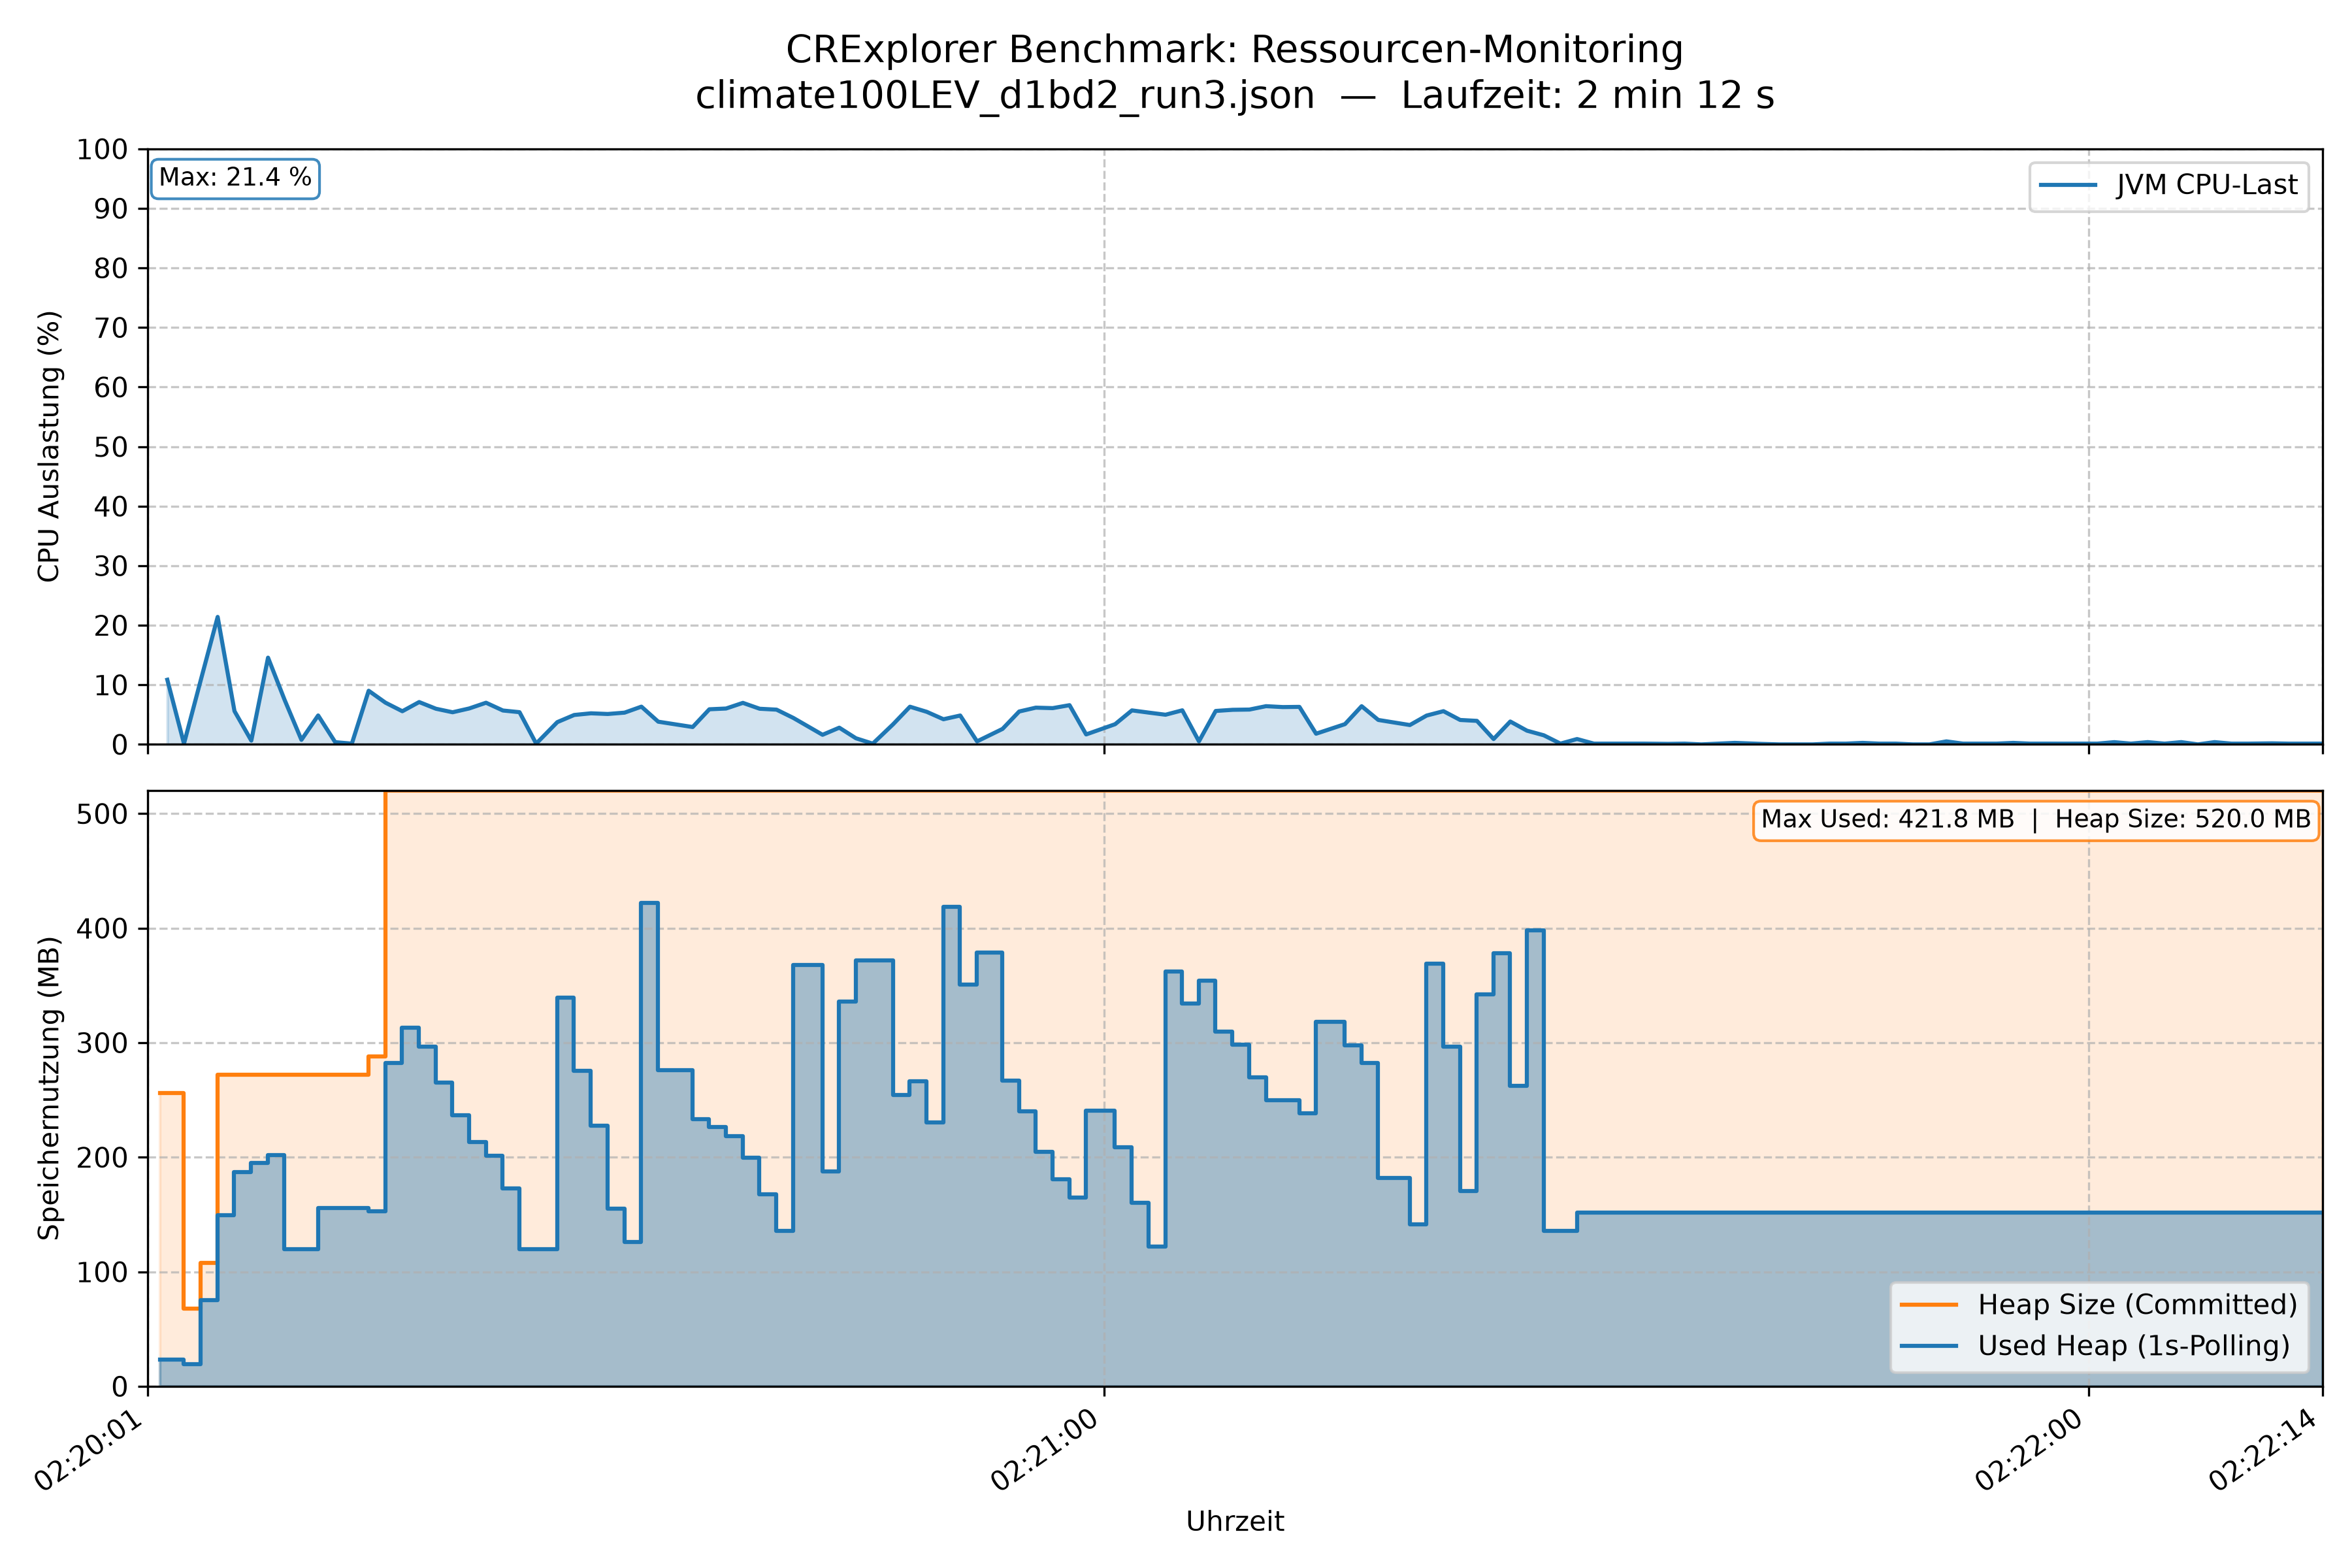 CRExplorer Benchmark: Ressourcen-Monitoring
climate100LEV_d1bd2_run3.json — Laufzeit: 2 min 12 s
CPU Auslastung (%)
100
90
80
70
60
50
40
30
20
10
0
Max: 21.4 %
JVM CPU-Last
Speichernutzung (MB)
500
400
300
200
100
0
Max Used: 421.8 MB | Heap Size: 520.0 MB
Heap Size (Committed)
Used Heap (1s-Polling)
02:20:01
02:21:00
02:22:00
02:22:14
Uhrzeit